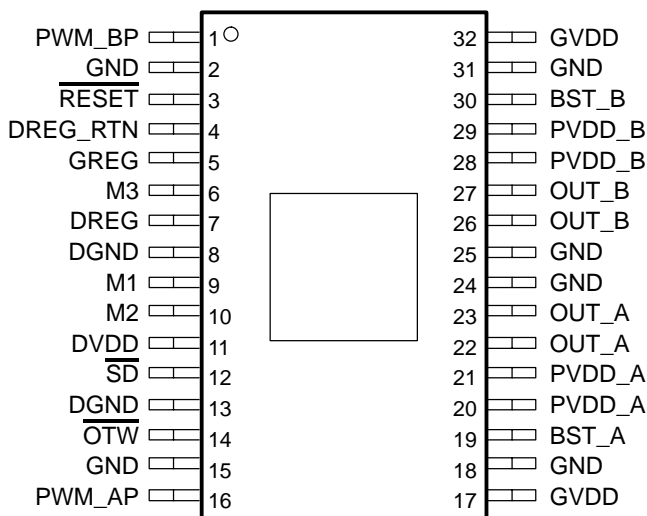 PWM_BP 1 32 GVDD
GND 2 31 GND
RESET 3 30 BST_B
DREG_RTN 4 29 PVDD_B
GREG 5 28 PVDD_B
M3 6 27 OUT_B
DREG 7 26 OUT_B
DGND 8 25 GND
M1 9 24 GND
M2 10 23 OUT_A
DVDD 11 22 OUT_A
SD 12 21 PVDD_A
DGND 13 20 PVDD_A
OTW 14 19 BST_A
GND 15 18 GND
PWM_AP 16 17 GVDD